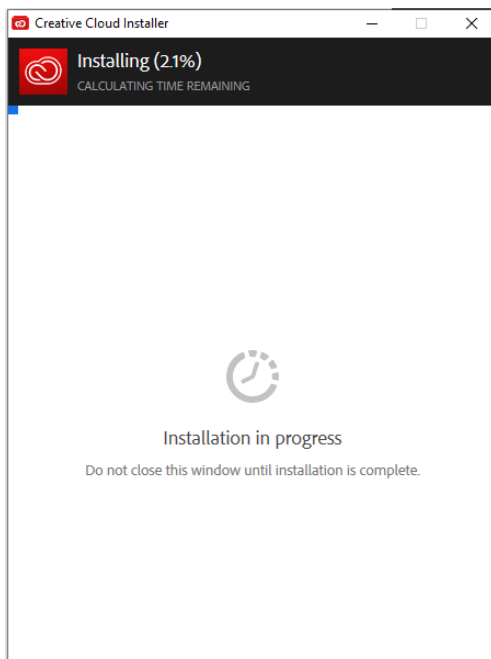 Creative Cloud Installer
Installing (2.1%)
CALCULATING TIME REMAINING
Installation in progress
Do not close this window until installation is complete.